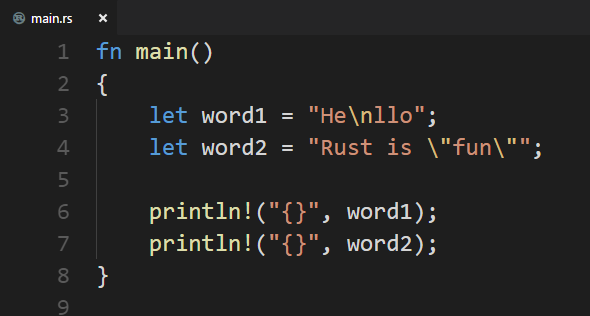 main.rs ×
1 fn main()
2 {
3     let word1 = "He\nllo";
4     let word2 = "Rust is \"fun\"";
5
6     println!("{}", word1);
7     println!("{}", word2);
8 }
9